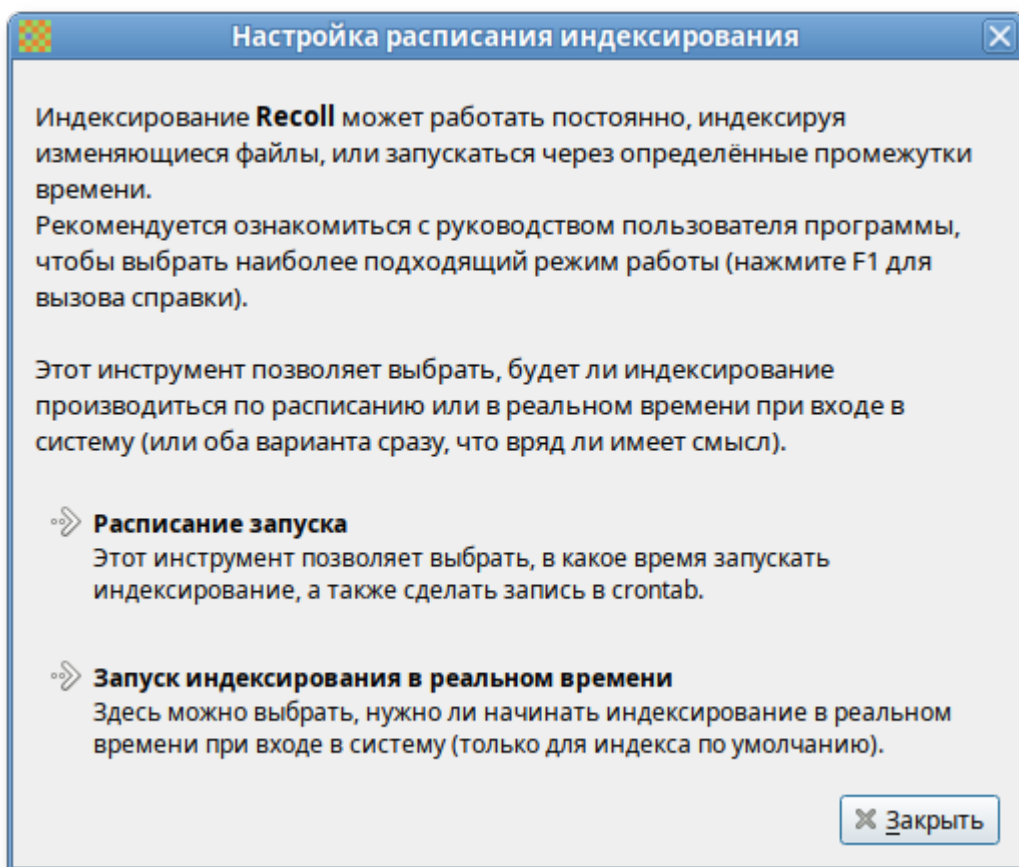 Настройка расписания индексирования
Индексирование Recoll может работать постоянно, индексируя
изменяющиеся файлы, или запускаться через определённые промежутки
времени.
Рекомендуется ознакомиться с руководством пользователя программы,
чтобы выбрать наиболее подходящий режим работы (нажмите F1 для
вызова справки).
Этот инструмент позволяет выбрать, будет ли индексирование
производиться по расписанию или в реальном времени при входе в
систему (или оба варианта сразу, что вряд ли имеет смысл).
Расписание запуска
Этот инструмент позволяет выбрать, в какое время запускать
индексирование, а также сделать запись в crontab.
Запуск индексирования в реальном времени
Здесь можно выбрать, нужно ли начинать индексирование в реальном
времени при входе в систему (только для индекса по умолчанию).
Закрыть